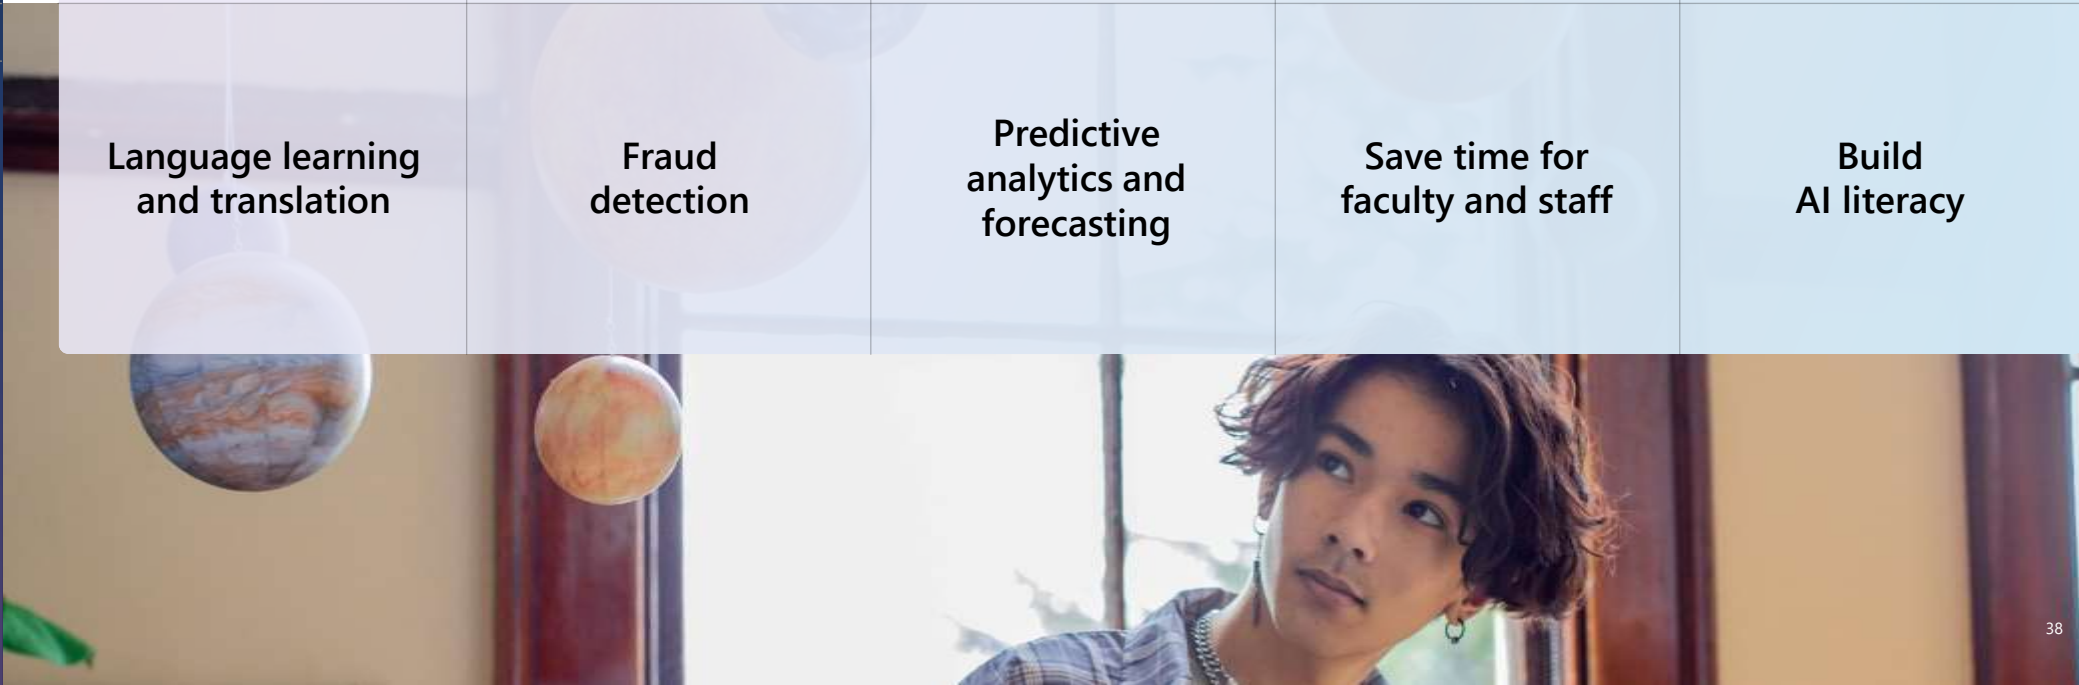 Language learning
and translation
Fraud
detection
Predictive
analytics and
forecasting
Save time for
faculty and staff
Build
AI literacy
38